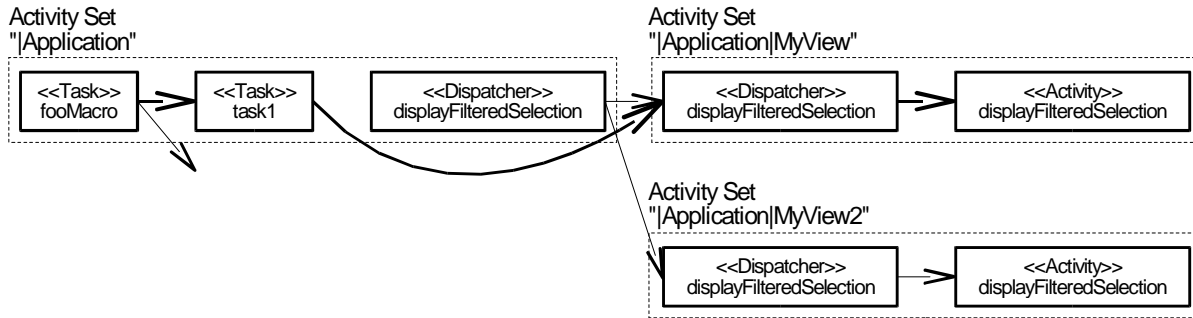 Activity Set
"|Application"
<<Task>>
fooMacro
<<Task>>
task1
<<Dispatcher>>
displayFilteredSelection
Activity Set
"|Application|MyView"
<<Dispatcher>>
displayFilteredSelection
<<Activity>>
displayFilteredSelection
Activity Set
"|Application|MyView2"
<<Dispatcher>>
displayFilteredSelection
<<Activity>>
displayFilteredSelection